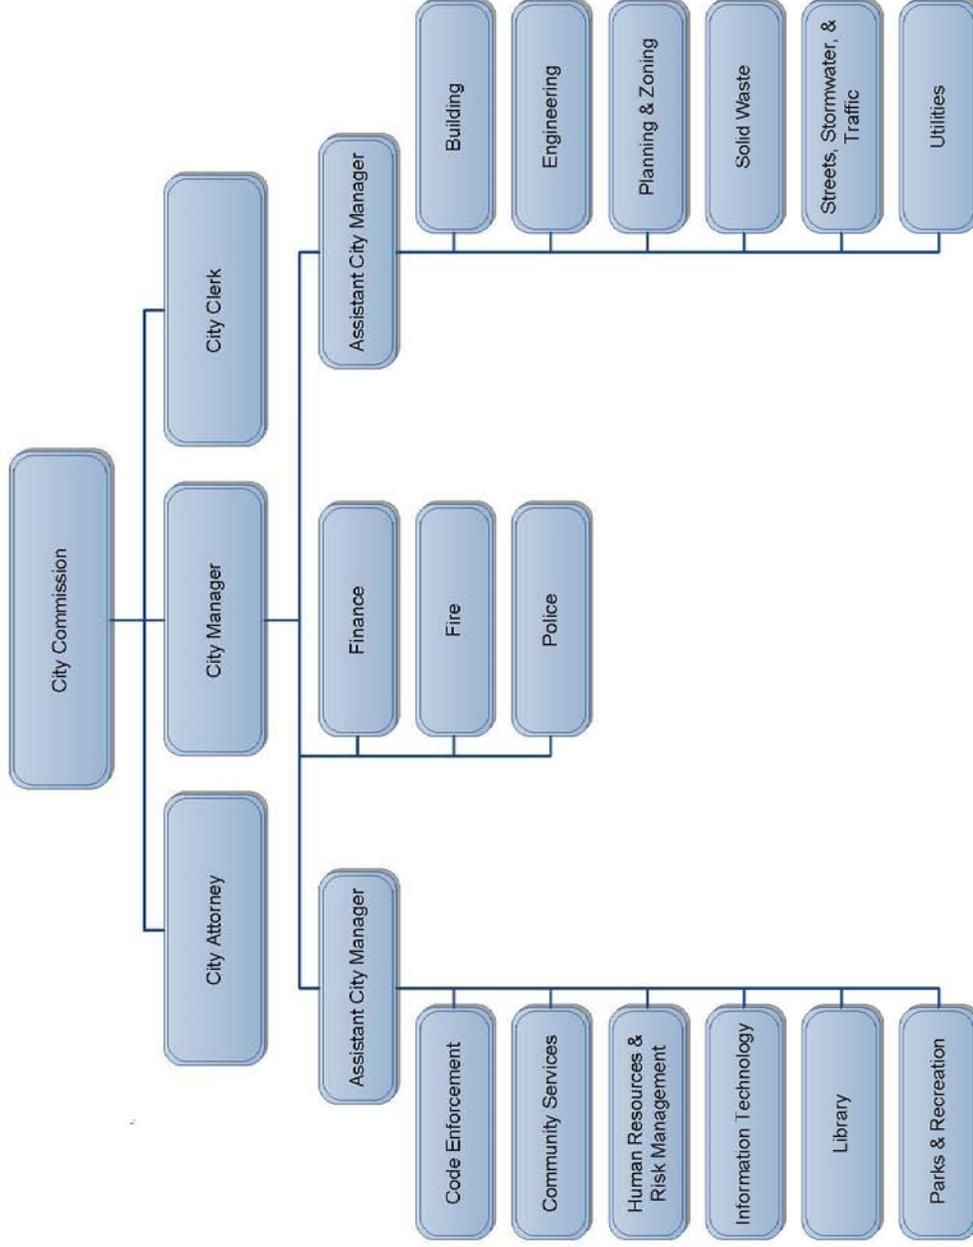 City Commission
City Attorney
City Manager
City Clerk
Assistant City Manager
Code Enforcement
Community Services
Human Resources &
Risk Management
Information Technology
Library
Parks & Recreation
Finance
Fire
Police
Assistant City Manager
Building
Engineering
Planning & Zoning
Solid Waste
Streets, Stormwater, &
Traffic
Utilities